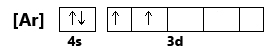 [Ar] ↑↓ ↑ ↑
4s 3d